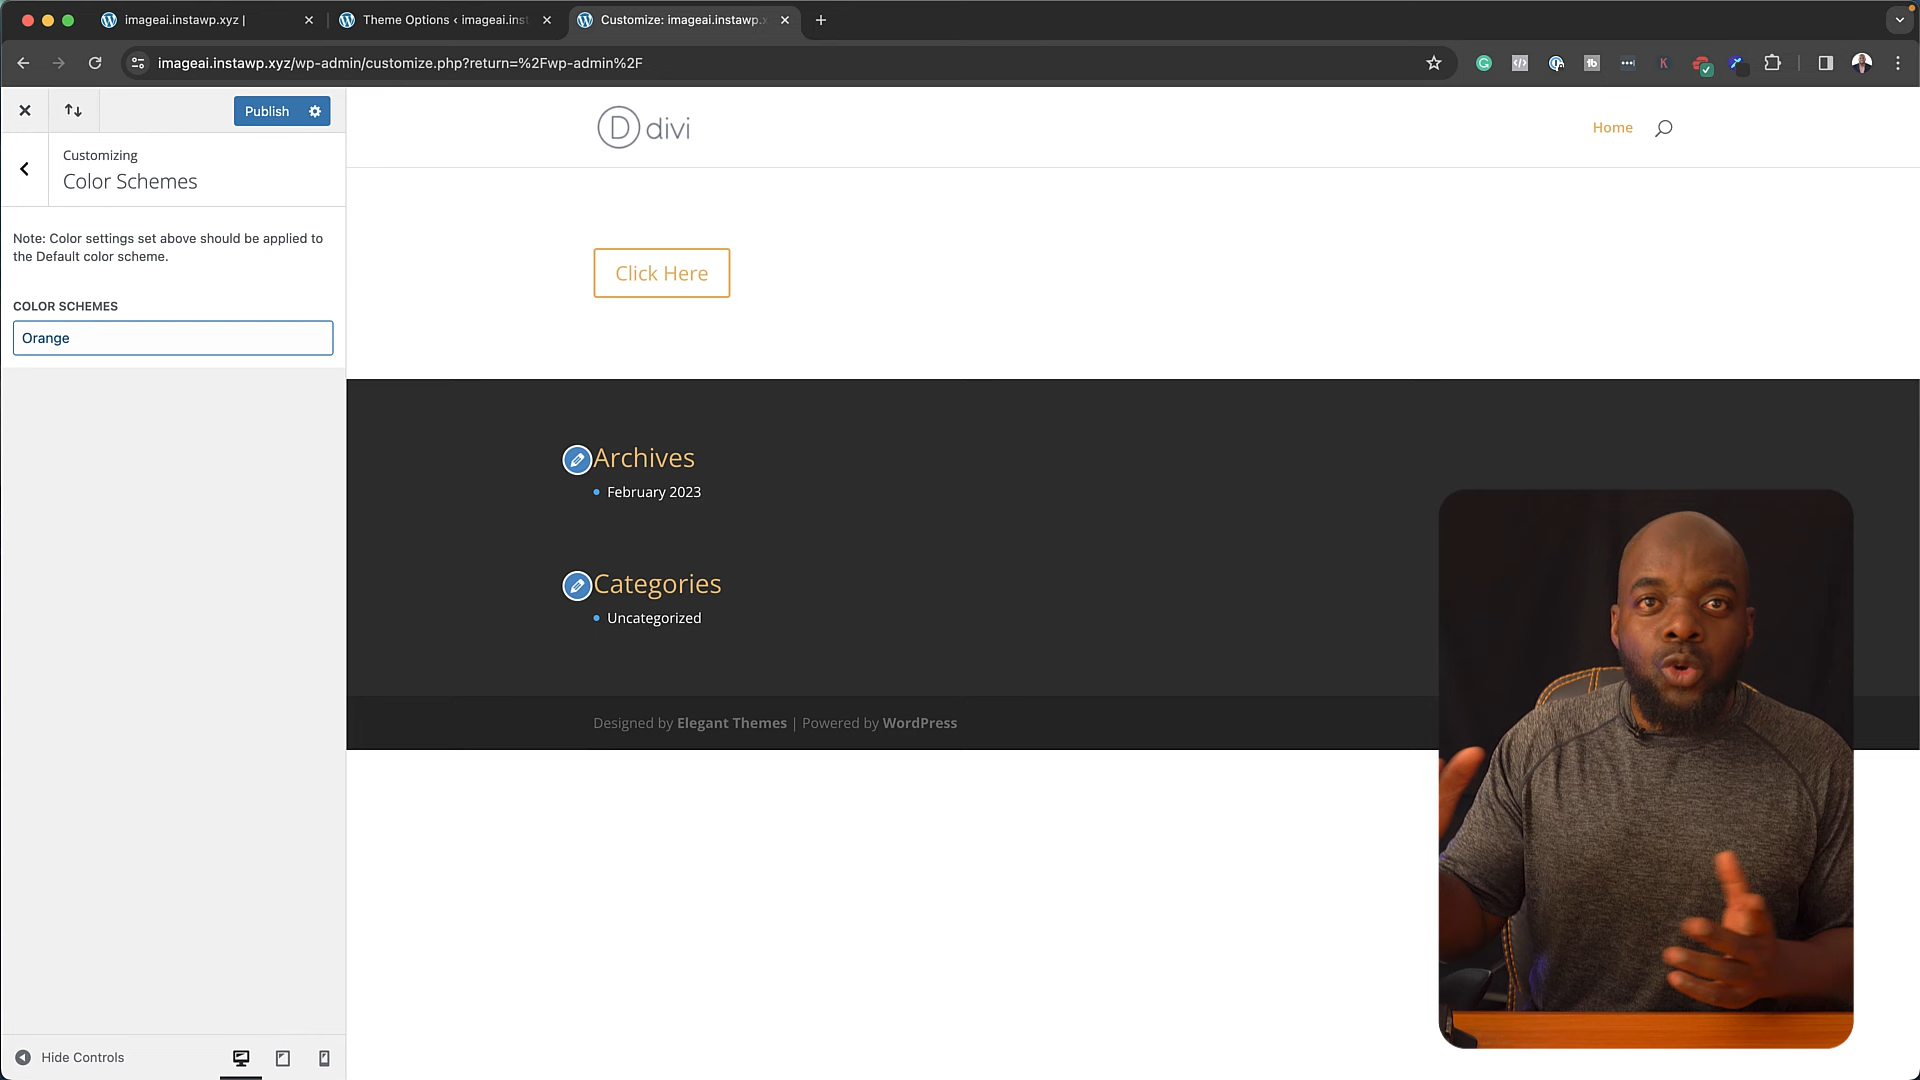 imageai.instawp.xyz |
Theme Options ‹ imageai.inst
Customize: imageai.instawp.x
imageai.instawp.xyz/wp-admin/customize.php?return=%2Fwp-admin%2F
Publish
Customizing
Color Schemes
Note: Color settings set above should be applied to
the Default color scheme.
COLOR SCHEMES
Orange
Hide Controls
D divi
Home
Click Here
Archives
February 2023
Categories
Uncategorized
Designed by Elegant Themes | Powered by WordPress